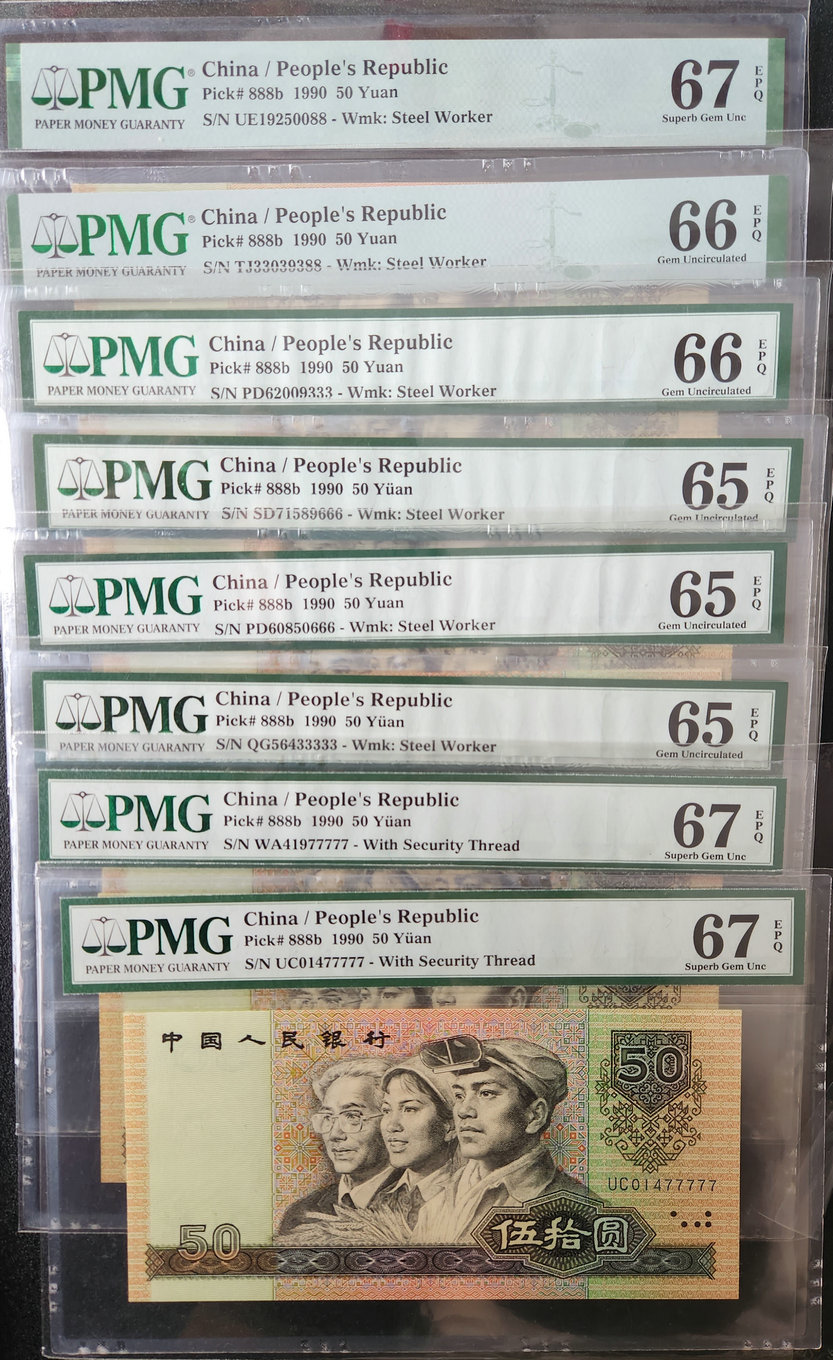 PMG®
PAPER MONEY GUARANTY
China / People's Republic
Pick# 888b 1990 50 Yuan
S/N UE19250088 - Wmk: Steel Worker
67 EPQ
Superb Gem Unc
PMG®
PAPER MONEY GUARANTY
China / People's Republic
Pick# 888b 1990 50 Yuan
S/N TJ33039388 - Wmk: Steel Worker
66 EPQ
Gem Uncirculated
PMG
PAPER MONEY GUARANTY
China / People's Republic
Pick# 888b 1990 50 Yuan
S/N PD62009333 - Wmk: Steel Worker
66 EPQ
Gem Uncirculated
PMG
PAPER MONEY GUARANTY
China / People's Republic
Pick# 888b 1990 50 Yüan
S/N SD71589666 - Wmk: Steel Worker
65 EPQ
Gem Uncirculated
PMG
PAPER MONEY GUARANTY
China / People's Republic
Pick# 888b 1990 50 Yuan
S/N PD60850666 - Wmk: Steel Worker
65 EPQ
Gem Uncirculated
PMG
PAPER MONEY GUARANTY
China / People's Republic
Pick# 888b 1990 50 Yüan
S/N QG56433333 - Wmk: Steel Worker
65 EPQ
Gem Uncirculated
PMG
PAPER MONEY GUARANTY
China / People's Republic
Pick# 888b 1990 50 Yüan
S/N WA41977777 - With Security Thread
67 EPQ
Superb Gem Unc
PMG
PAPER MONEY GUARANTY
China / People's Republic
Pick# 888b 1990 50 Yüan
S/N UC01477777 - With Security Thread
67 EPQ
Superb Gem Unc
中国人民银行
50
UC01477777
50
伍拾圆